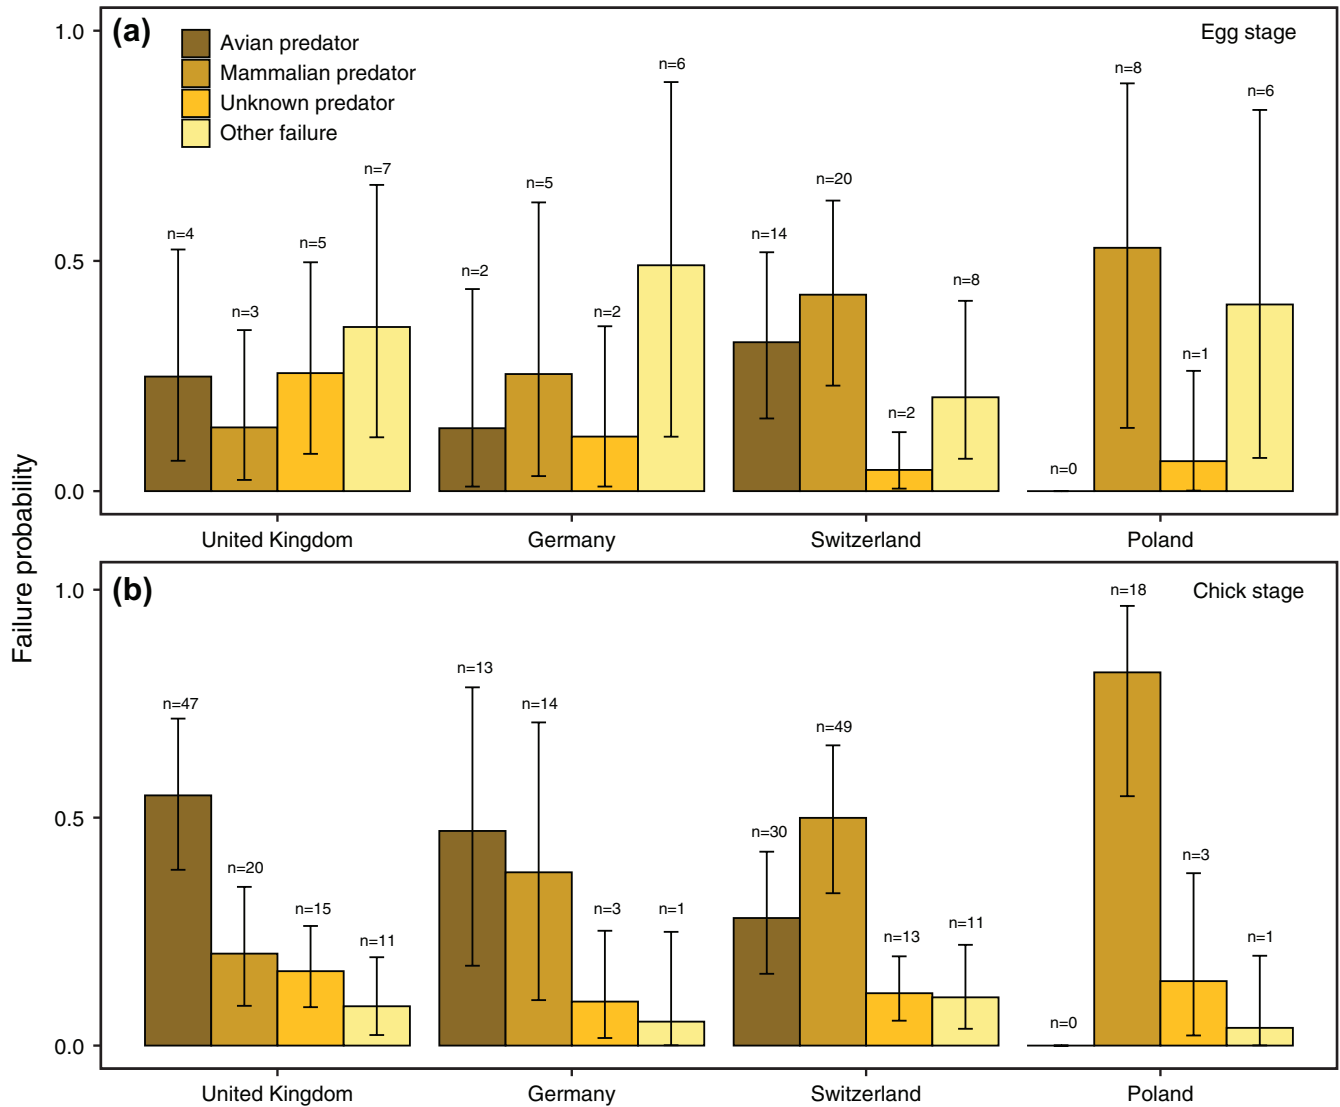 (a)
Egg stage
Avian predator
Mammalian predator
Unknown predator
Other failure
Failure probability
1.0
0.5
0.0
n=4
n=3
n=5
n=7
n=2
n=5
n=2
n=6
n=14
n=20
n=2
n=8
n=0
n=8
n=1
n=6
United Kingdom
Germany
Switzerland
Poland
(b)
Chick stage
1.0
0.5
0.0
n=47
n=20
n=15
n=11
n=13
n=14
n=3
n=1
n=30
n=49
n=13
n=11
n=0
n=18
n=3
n=1
United Kingdom
Germany
Switzerland
Poland